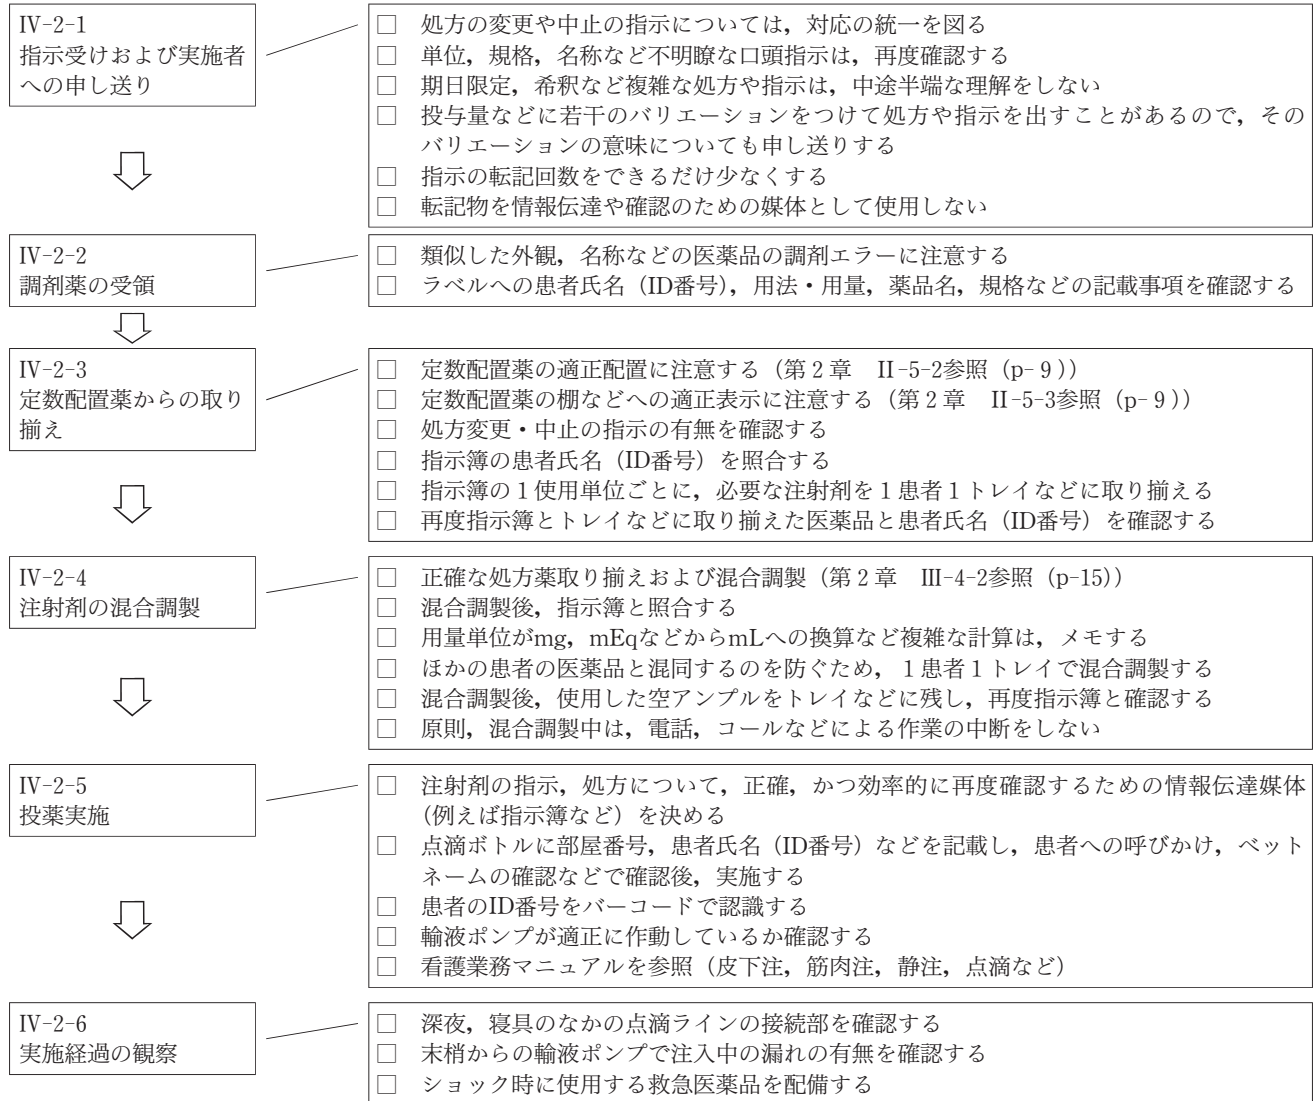 Ⅳ-2-1
指示受けおよび実施者
への申し送り
□ 処方の変更や中止の指示については，対応の統一を図る
□ 単位，規格，名称など不明瞭な口頭指示は，再度確認する
□ 期日限定，希釈など複雑な処方や指示は，中途半端な理解をしない
□ 投与量などに若干のバリエーションをつけて処方や指示を出すことがあるので，その
バリエーションの意味についても申し送りする
□ 指示の転記回数をできるだけ少なくする
□ 転記物を情報伝達や確認のための媒体として使用しない
Ⅳ-2-2
調剤薬の受領
□ 類似した外観，名称などの医薬品の調剤エラーに注意する
□ ラベルへの患者氏名（ID番号），用法・用量，薬品名，規格などの記載事項を確認する
Ⅳ-2-3
定数配置薬からの取り
揃え
□ 定数配置薬の適正配置に注意する（第２章 Ⅱ-5-2参照（p-９））
□ 定数配置薬の棚などへの適正表示に注意する（第２章 Ⅱ-5-3参照（p-９））
□ 処方変更・中止の指示の有無を確認する
□ 指示簿の患者氏名（ID番号）を照合する
□ 指示簿の１使用単位ごとに，必要な注射剤を１患者１トレイなどに取り揃える
□ 再度指示簿とトレイなどに取り揃えた医薬品と患者氏名（ID番号）を確認する
Ⅳ-2-4
注射剤の混合調製
□ 正確な処方薬取り揃えおよび混合調製（第２章 Ⅲ-4-2参照（p-15））
□ 混合調製後，指示簿と照合する
□ 用量単位がmg，mEqなどからmLへの換算など複雑な計算は，メモする
□ ほかの患者の医薬品と混同するのを防ぐため，１患者１トレイで混合調製する
□ 混合調製後，使用した空アンプルをトレイなどに残し，再度指示簿と確認する
□ 原則，混合調製中は，電話，コールなどによる作業の中断をしない
Ⅳ-2-5
投薬実施
□ 注射剤の指示，処方について，正確，かつ効率的に再度確認するための情報伝達媒体
（例えば指示簿など）を決める
□ 点滴ボトルに部屋番号，患者氏名（ID番号）などを記載し，患者への呼びかけ，ベット
ネームの確認などで確認後，実施する
□ 患者のID番号をバーコードで認識する
□ 輸液ポンプが適正に作動しているか確認する
□ 看護業務マニュアルを参照（皮下注，筋肉注，静注，点滴など）
Ⅳ-2-6
実施経過の観察
□ 深夜，寝具のなかの点滴ラインの接続部を確認する
□ 末梢からの輸液ポンプで注入中の漏れの有無を確認する
□ ショック時に使用する救急医薬品を配備する